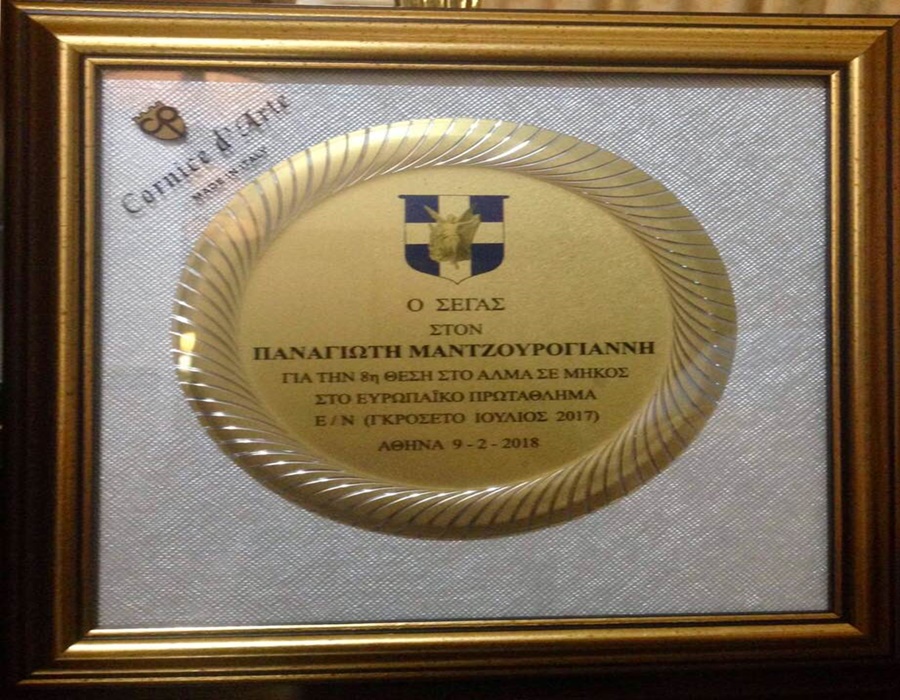 Cornice d'Arte
MADE IN ITALY
Ο ΣΕΓΑΣ
ΣΤΟΝ
ΠΑΝΑΓΙΩΤΗ ΜΑΝΤΖΟΥΡΟΓΙΑΝΝΗ
ΓΙΑ ΤΗΝ 8η ΘΕΣΗ ΣΤΟ ΑΛΜΑ ΣΕ ΜΗΚΟΣ
ΣΤΟ ΕΥΡΩΠΑΪΚΟ ΠΡΩΤΑΘΛΗΜΑ
Ε / Ν (ΓΚΡΟΣΕΤΟ ΙΟΥΛΙΟΣ 2017)
ΑΘΗΝΑ 9 - 2 - 2018